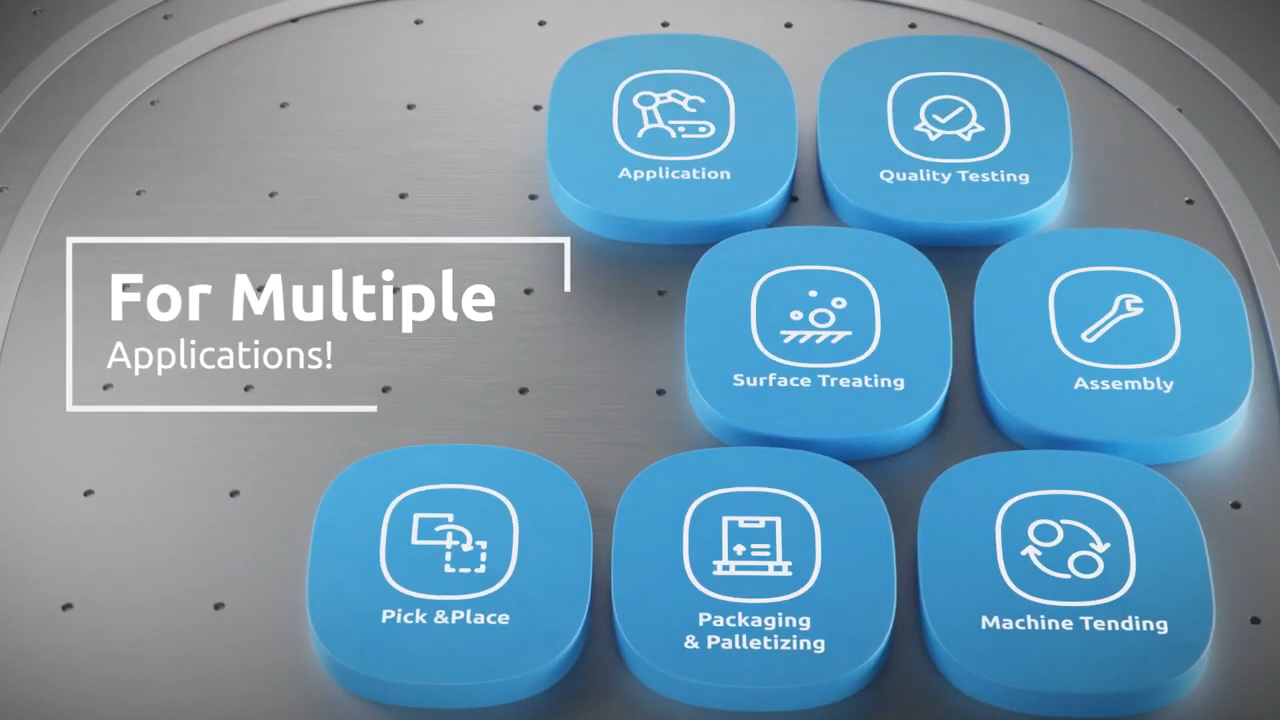 Application
Quality Testing
For Multiple
Applications!
Surface Treating
Assembly
Pick &Place
Packaging
& Palletizing
Machine Tending